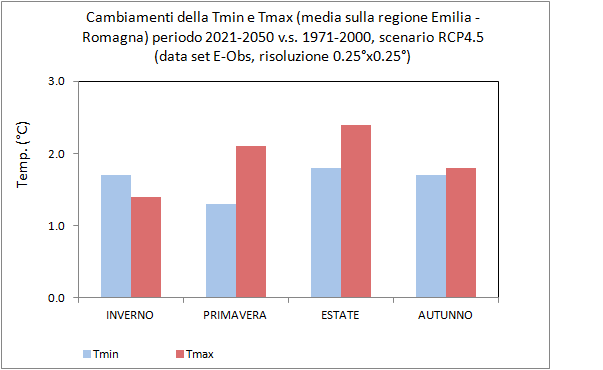 Cambiamenti della Tmin e Tmax (media sulla regione Emilia -
Romagna) periodo 2021-2050 v.s. 1971-2000, scenario RCP4.5
(data set E-Obs, risoluzione 0.25°x0.25°)
3.0
2.0
1.0
0.0
Temp. (°C)
INVERNO PRIMAVERA ESTATE AUTUNNO
Tmin Tmax